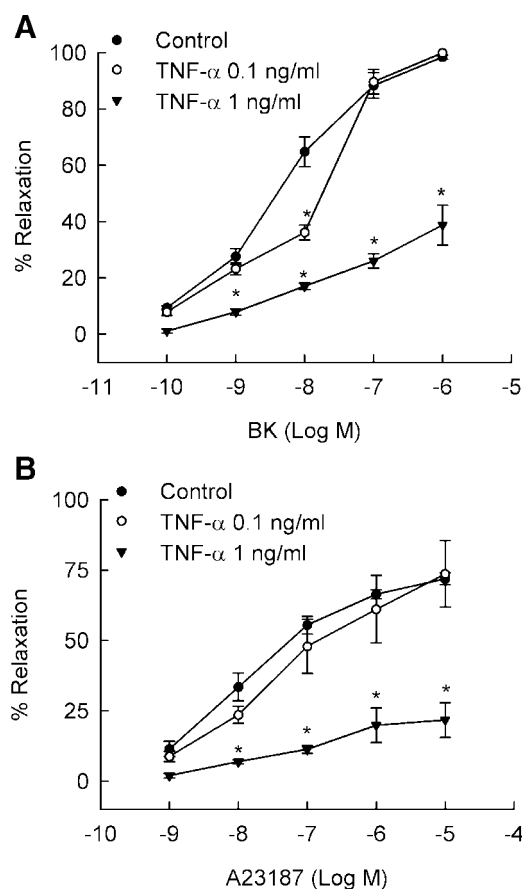 A
Control
TNF-α 0.1 ng/ml
TNF-α 1 ng/ml
100
80
60
40
20
0
% Relaxation
*
*
*
*
*
-11 -10 -9 -8 -7 -6 -5
BK (Log M)
B
Control
TNF-α 0.1 ng/ml
TNF-α 1 ng/ml
100
75
50
25
0
% Relaxation
*
*
*
*
-10 -9 -8 -7 -6 -5 -4
A23187 (Log M)